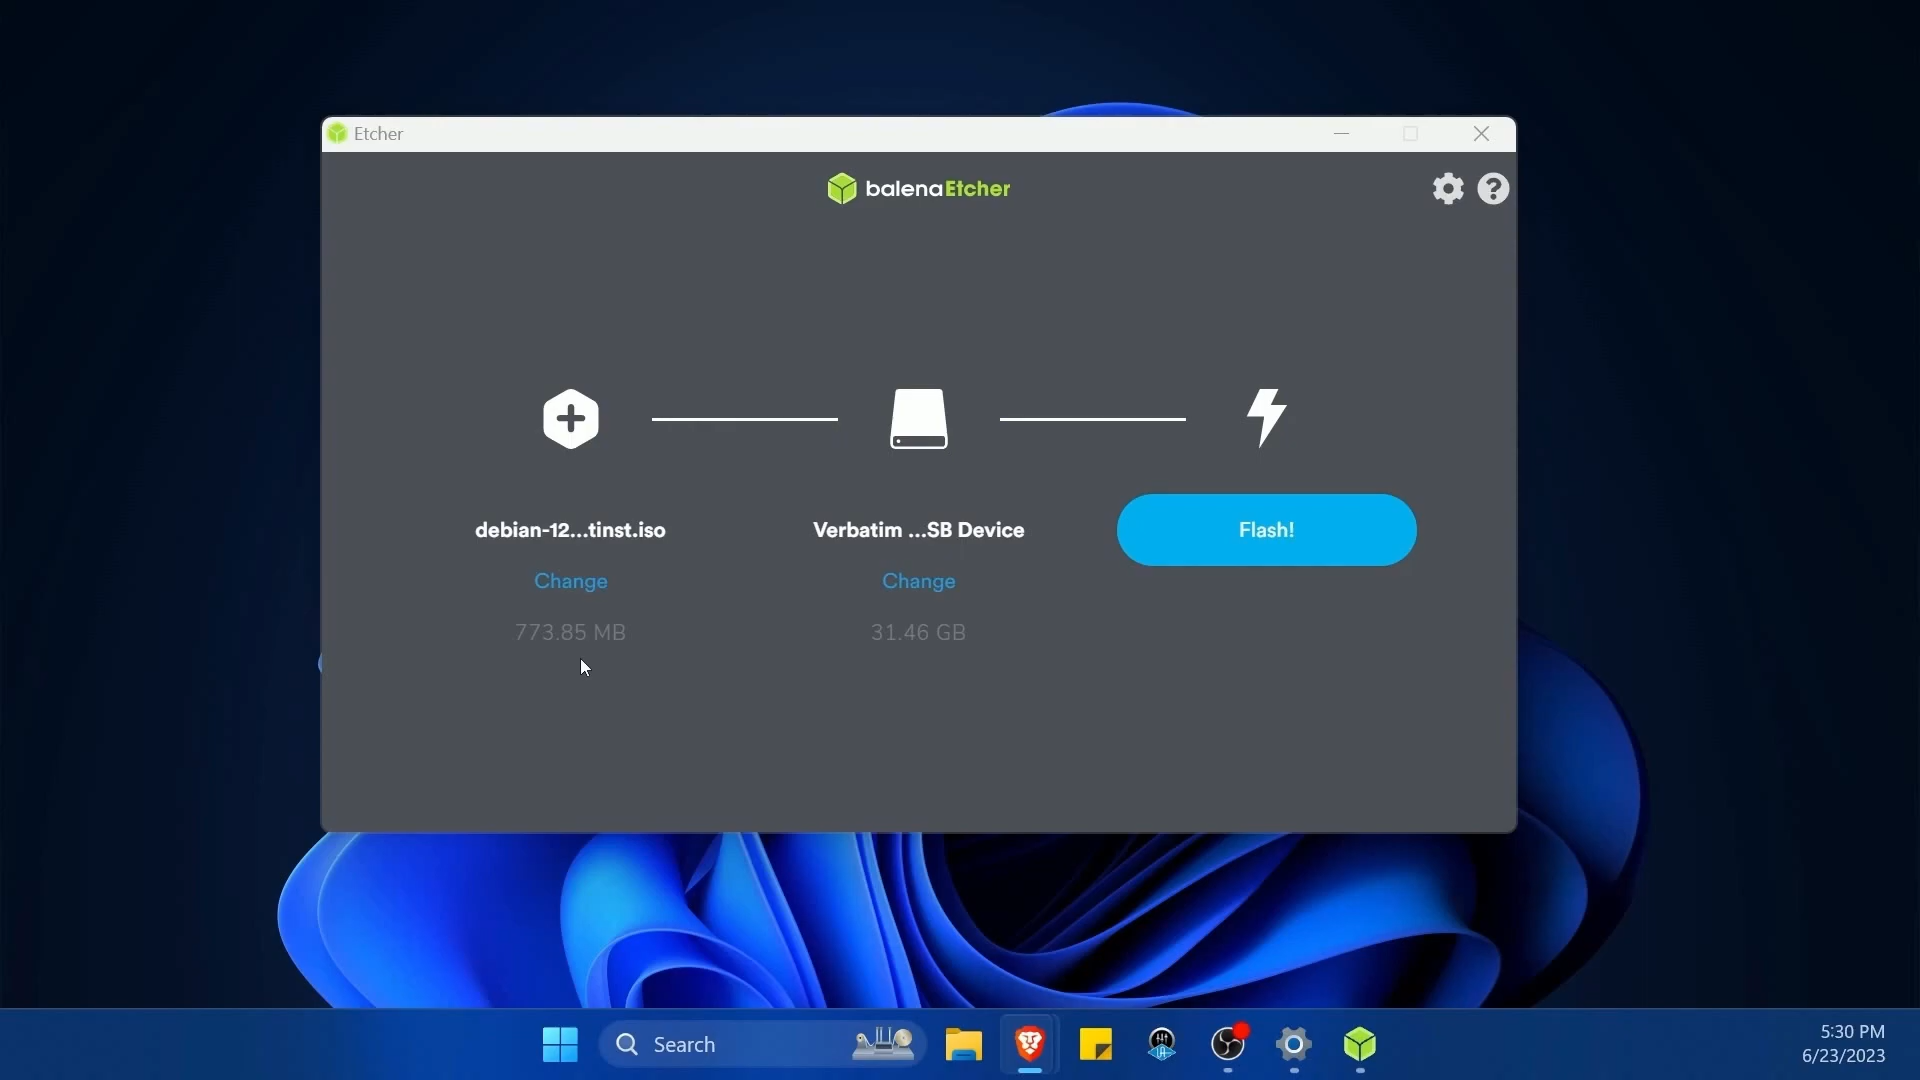 Etcher
balenaEtcher
debian-12...tinst.iso
Verbatim ...SB Device
Flash!
Change
Change
773.85 MB
31.46 GB
Search
5:30 PM
6/23/2023